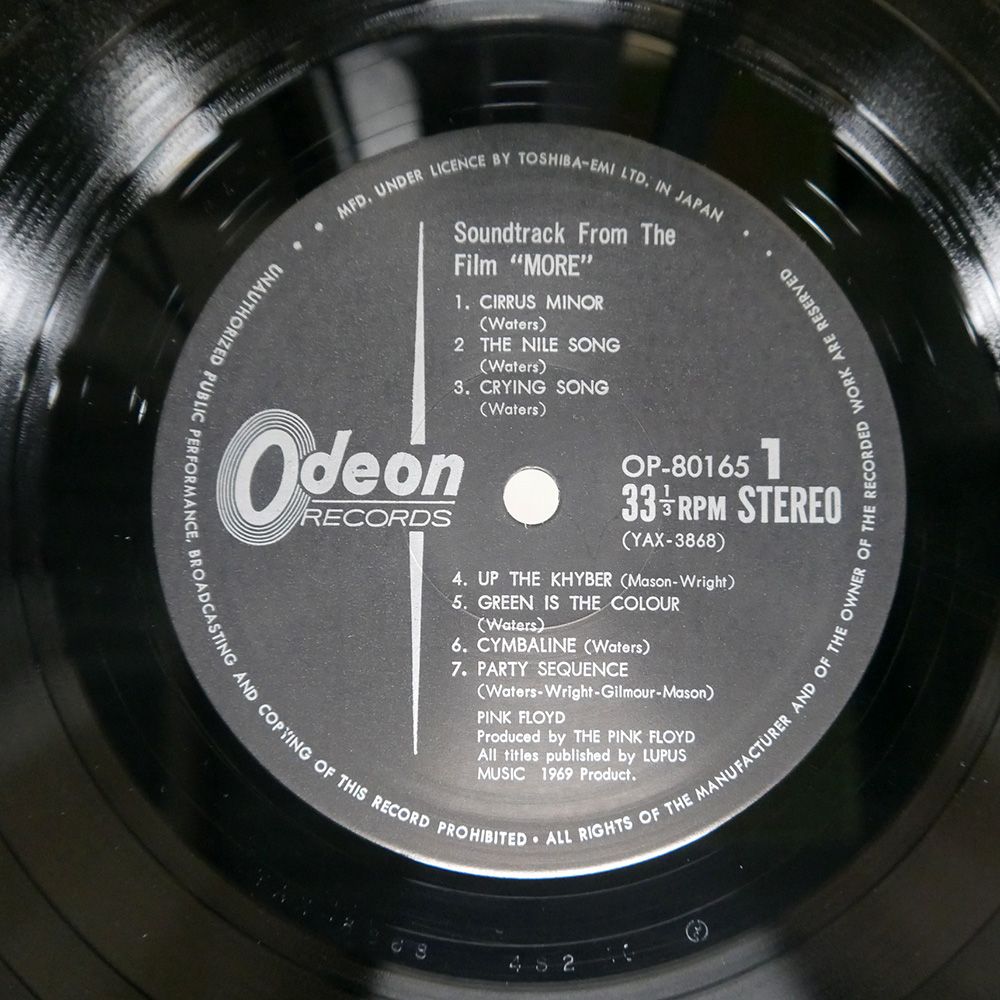 MFD. UNDER LICENCE BY TOSHIBA-EMI LTD. IN JAPAN
Soundtrack From The
Film “MORE”
1. CIRRUS MINOR
(Waters)
2 THE NILE SONG
(Waters)
3. CRYING SONG
(Waters)
Odeon
RECORDS
OP-80165 1
33 1/3 RPM STEREO
(YAX-3868)
4. UP THE KHYBER (Mason-Wright)
5. GREEN IS THE COLOUR
(Waters)
6. CYMBALINE (Waters)
7. PARTY SEQUENCE
(Waters-Wright-Gilmour-Mason)
PINK FLOYD
Produced by THE PINK FLOYD
All titles published by LUPUS
MUSIC 1969 Product.
UNAUTHORIZED PUBLIC PERFORMANCE, BROADCASTING AND COPYING OF THIS RECORD PROHIBITED • ALL RIGHTS OF THE MANUFACTURER AND OF THE OWNER OF THE RECORDED WORK ARE RESERVED